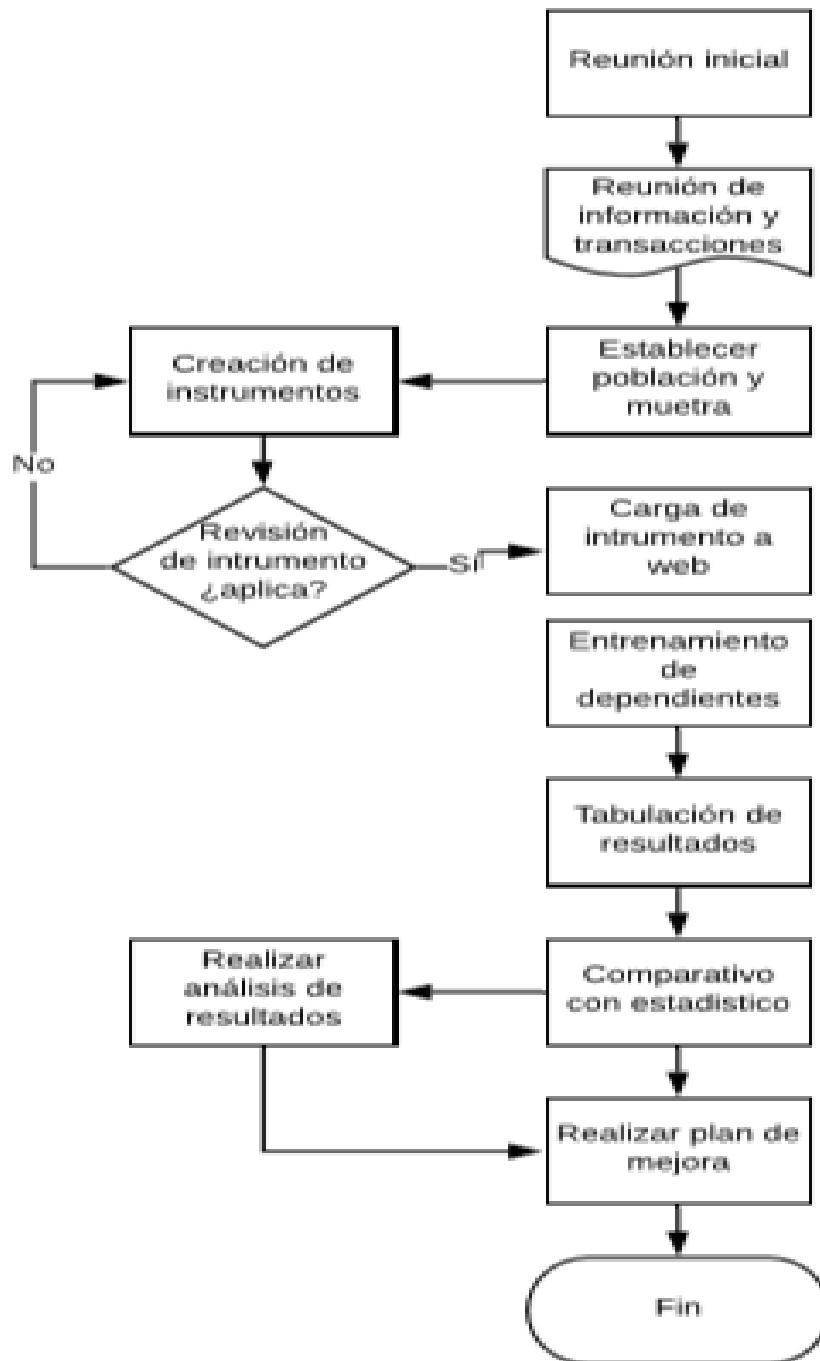 Reunión inicial
Reunión de
información y
transacciones
Establecer
población y
muetra
Creación de
instrumentos
No
Revisión
de intrumento
¿aplica?
Sí
Carga de
intrumento a
web
Entrenamiento
de
dependientes
Tabulación de
resultados
Comparativo
con estadistico
Realizar
análisis de
resultados
Realizar plan de
mejora
Fin